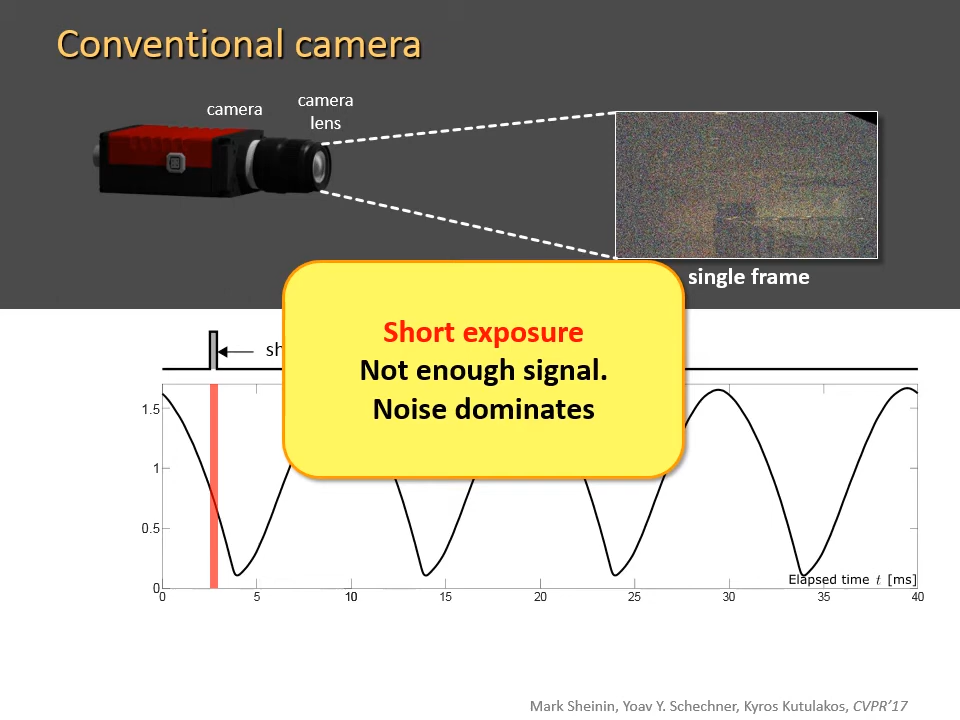 Conventional camera
camera
camera
lens
single frame
Short exposure
Not enough signal.
Noise dominates
sh
1.5
1
0.5
0
Elapsed time t [ms]
0 5 10 15 20 25 30 35 40
Mark Sheinin, Yoav Y. Schechner, Kyros Kutulakos, CVPR’17